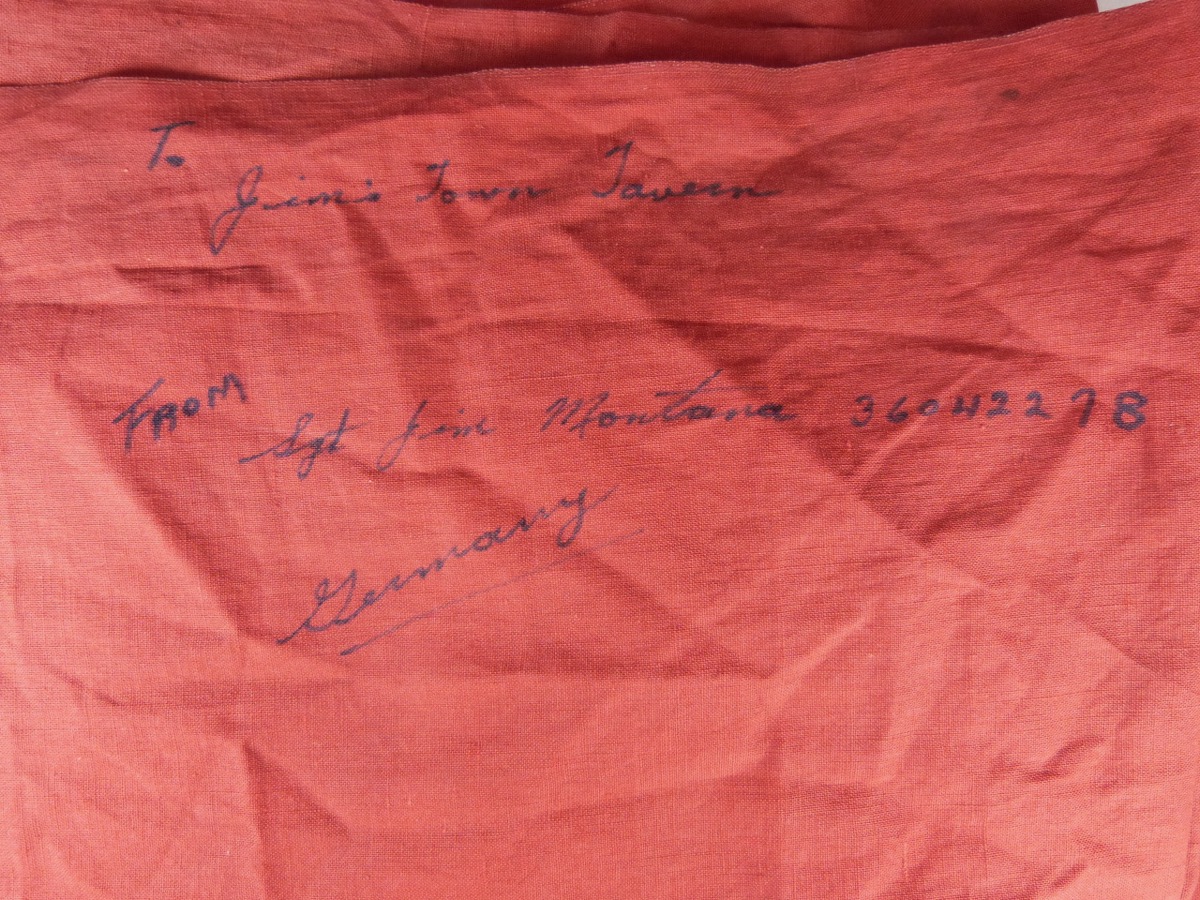 To
Jim's Town Tavern
FROM
Sgt Jim Montana 36042278
Germany